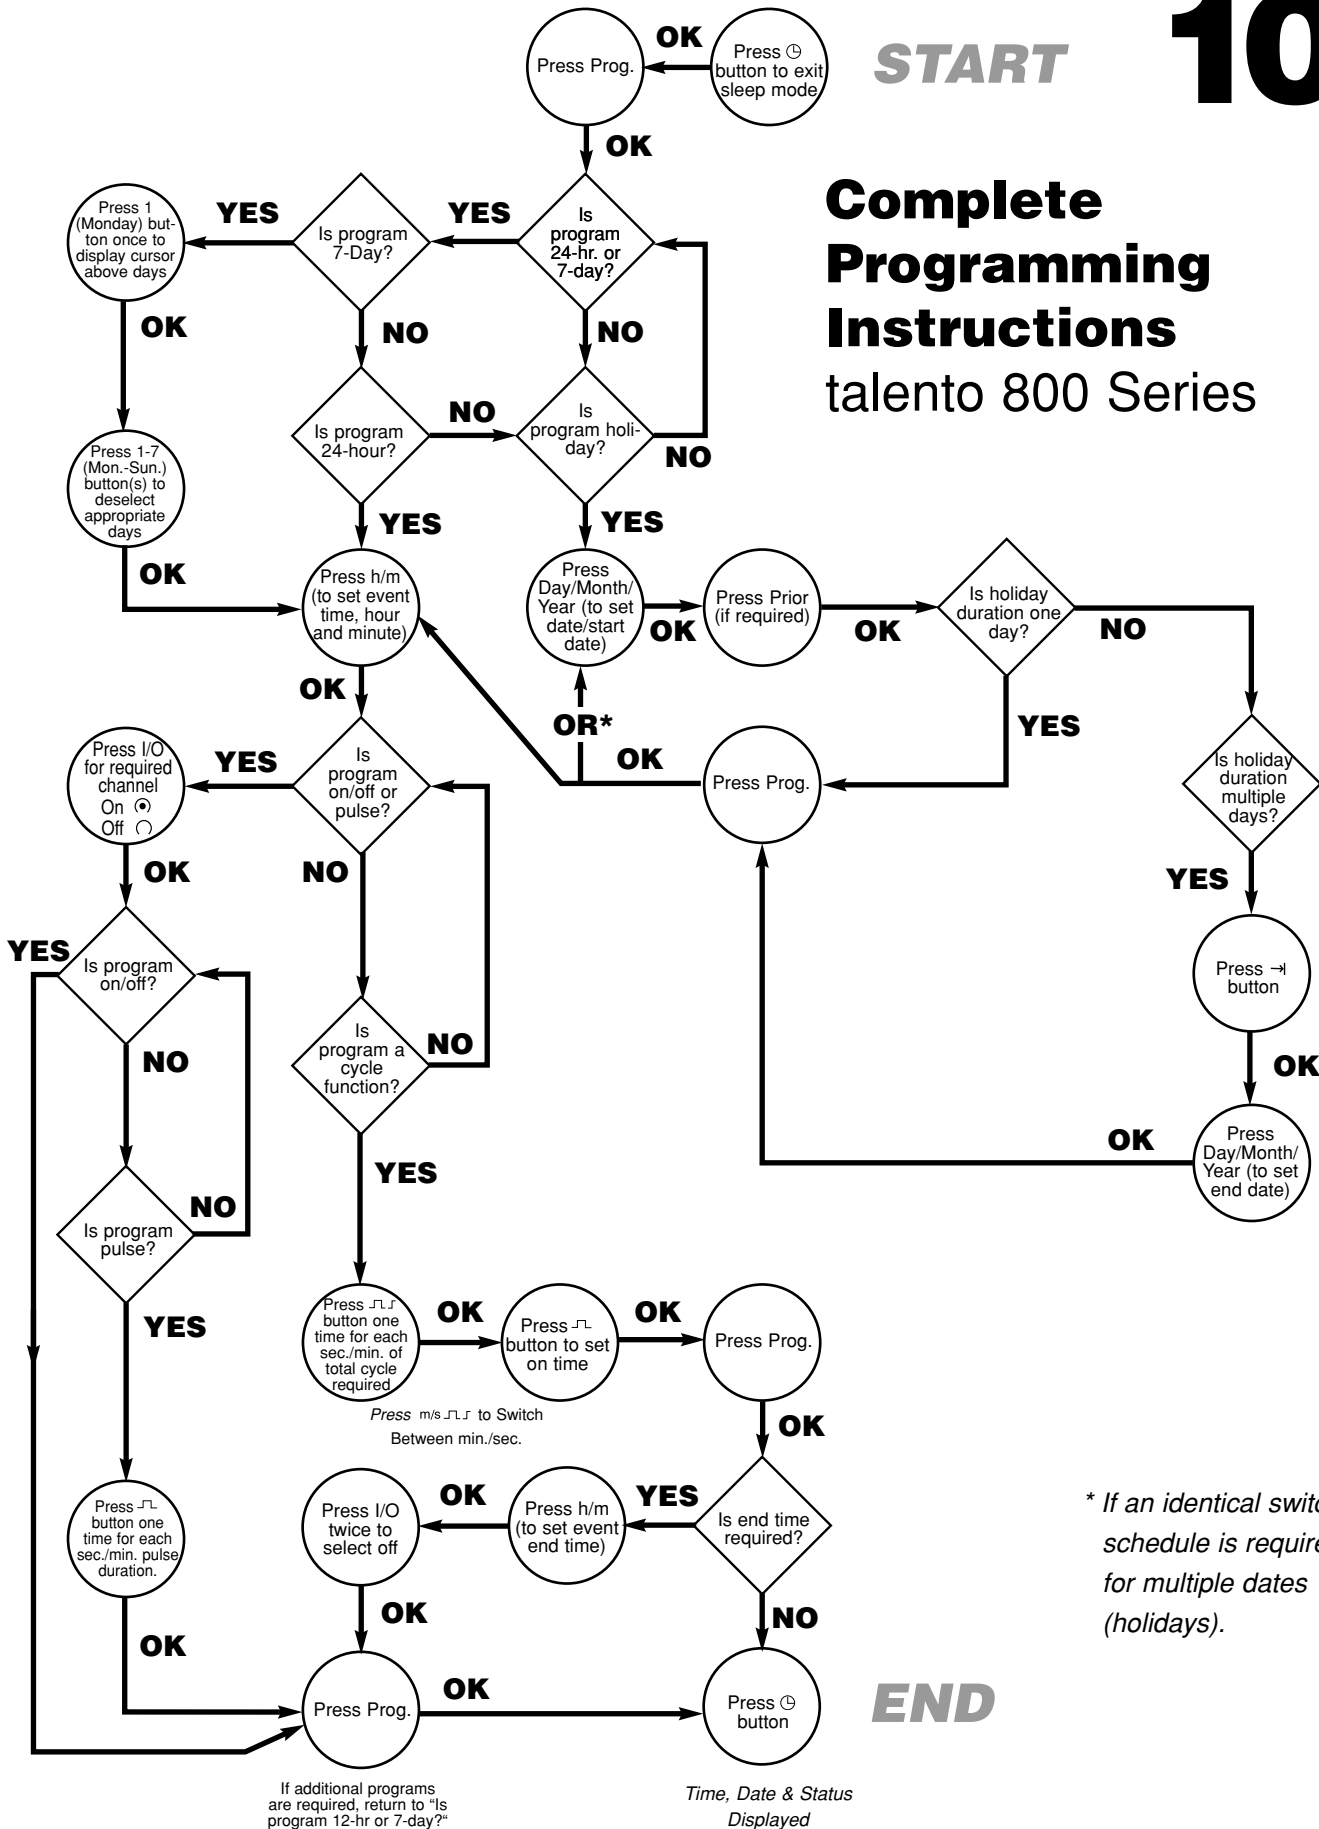 10
START
OK
Press
button to exit
sleep mode
Press Prog.
OK
Complete
Programming
Instructions
talento 800 Series
Is
program
24-hr. or
7-day?
YES
Is program
7-Day?
YES
Press 1
(Monday) but-
ton once to
display cursor
above days
OK
NO
NO
Press 1-7
(Mon.-Sun.)
button(s) to
deselect
appropriate
days
Is program
24-hour?
NO
Is
program holi-
day?
NO
YES
YES
OK
Press h/m
(to set event
time, hour
and minute)
Press
Day/Month/
Year (to set
date/start
date)
OK
Press Prior
(if required)
OK
Is holiday
duration one
day?
NO
OK
OR*
YES
Press I/O
for required
channel
On
Off
YES
Is
program
on/off or
pulse?
OK
Press Prog.
Is holiday
duration
multiple
days?
OK
NO
YES
YES
Is program
on/off?
Press
button
NO
Is
program a
cycle
function?
NO
OK
OK
Press
Day/Month/
Year (to set
end date)
YES
NO
Is program
pulse?
YES
Press
button one
time for each
sec./min. of
total cycle
required
OK
Press
button to set
on time
OK
Press Prog.
Press m/s to Switch
Between min./sec.
OK
Press
button one
time for each
sec./min. pulse
duration.
Press I/O
twice to
select off
OK
Press h/m
(to set event
end time)
YES
Is end time
required?
* If an identical switc
schedule is require
for multiple dates
(holidays).
OK
OK
NO
Press Prog.
OK
Press
button
END
If additional programs
are required, return to “Is
program 12-hr or 7-day?“
Time, Date & Status
Displayed